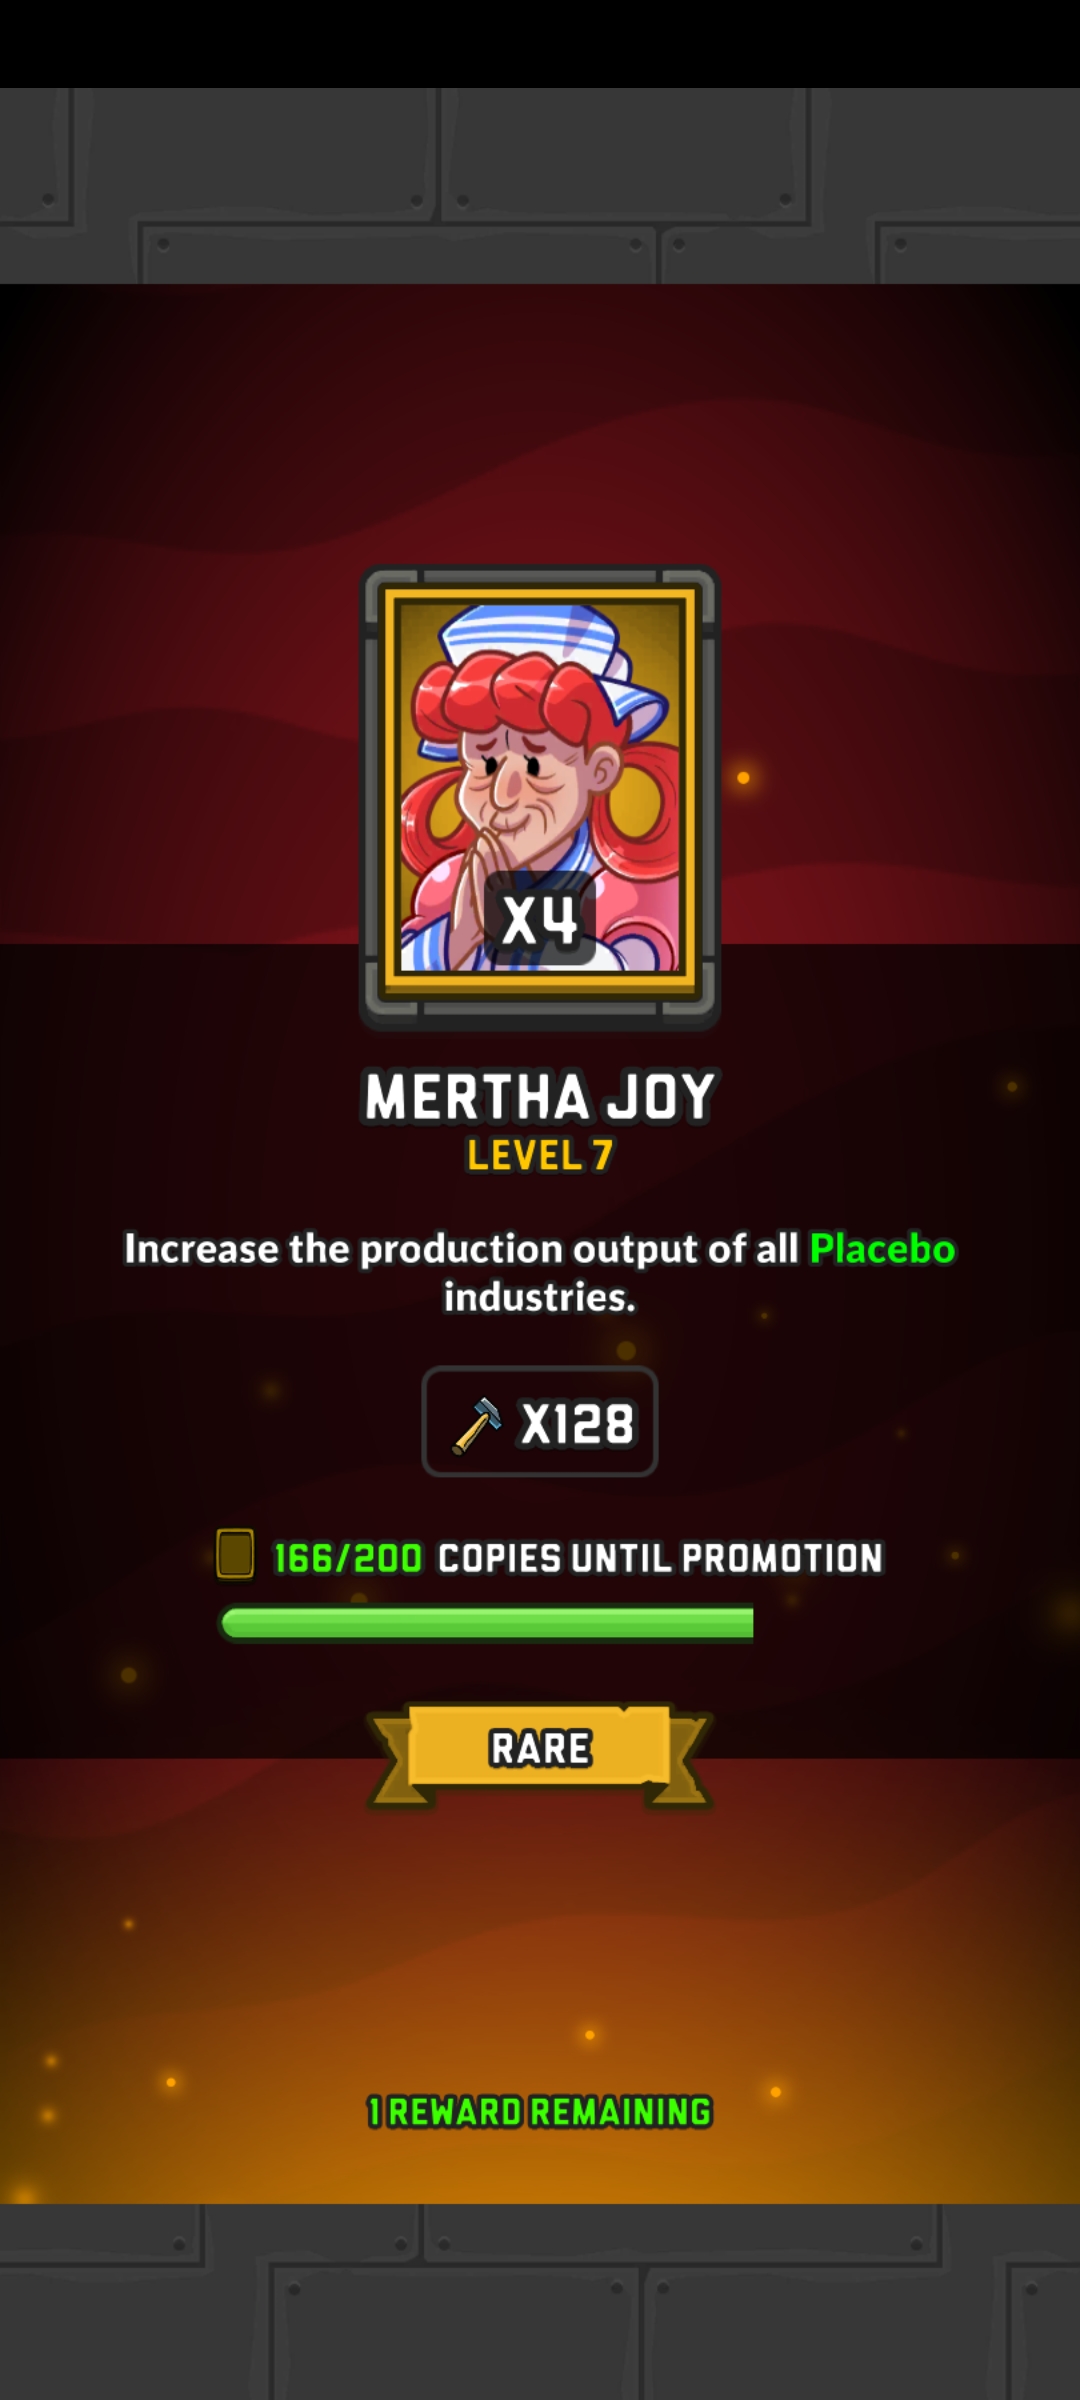 X4
MERTHA JOY
LEVEL 7
Increase the production output of all Placebo
industries.
X128
166/200 COPIES UNTIL PROMOTION
RARE
1 REWARD REMAINING